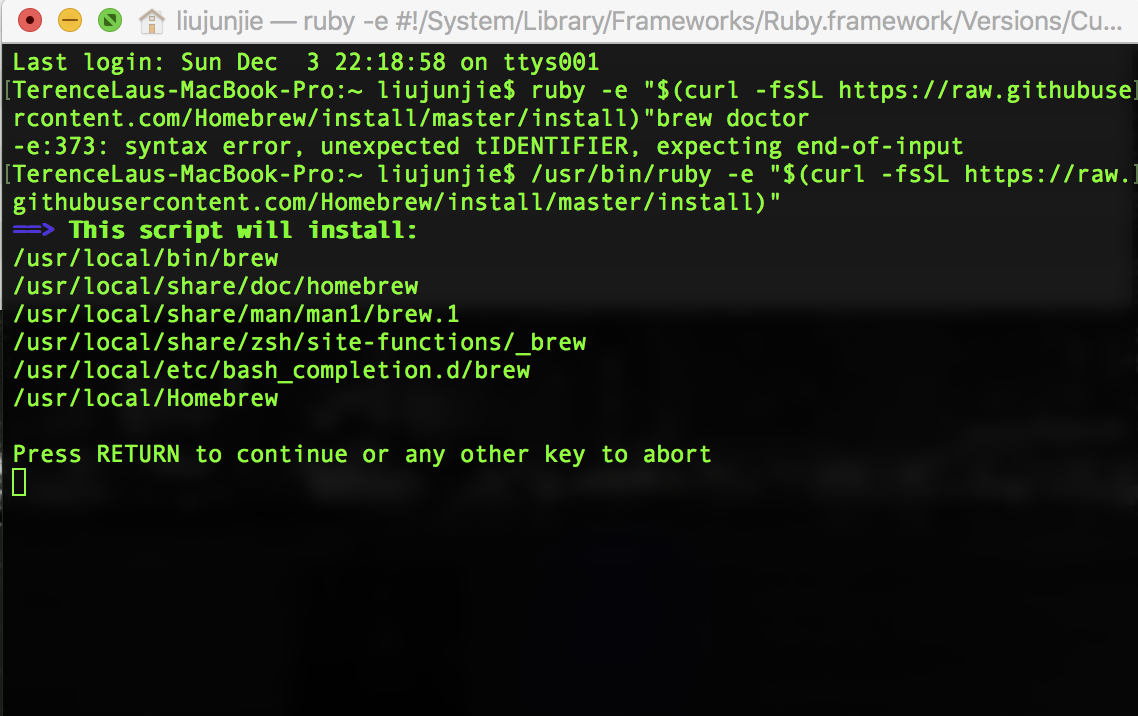 liujunjie — ruby -e #!/System/Library/Frameworks/Ruby.framework/Versions/Cu...
Last login: Sun Dec  3 22:18:58 on ttys001
[TerenceLaus-MacBook-Pro:~ liujunjie$ ruby -e "$(curl -fsSL https://raw.githubuse]
rcontent.com/Homebrew/install/master/install)"brew doctor
-e:373: syntax error, unexpected tIDENTIFIER, expecting end-of-input
[TerenceLaus-MacBook-Pro:~ liujunjie$ /usr/bin/ruby -e "$(curl -fsSL https://raw.]
githubusercontent.com/Homebrew/install/master/install)"
==> This script will install:
/usr/local/bin/brew
/usr/local/share/doc/homebrew
/usr/local/share/man/man1/brew.1
/usr/local/share/zsh/site-functions/_brew
/usr/local/etc/bash_completion.d/brew
/usr/local/Homebrew
Press RETURN to continue or any other key to abort